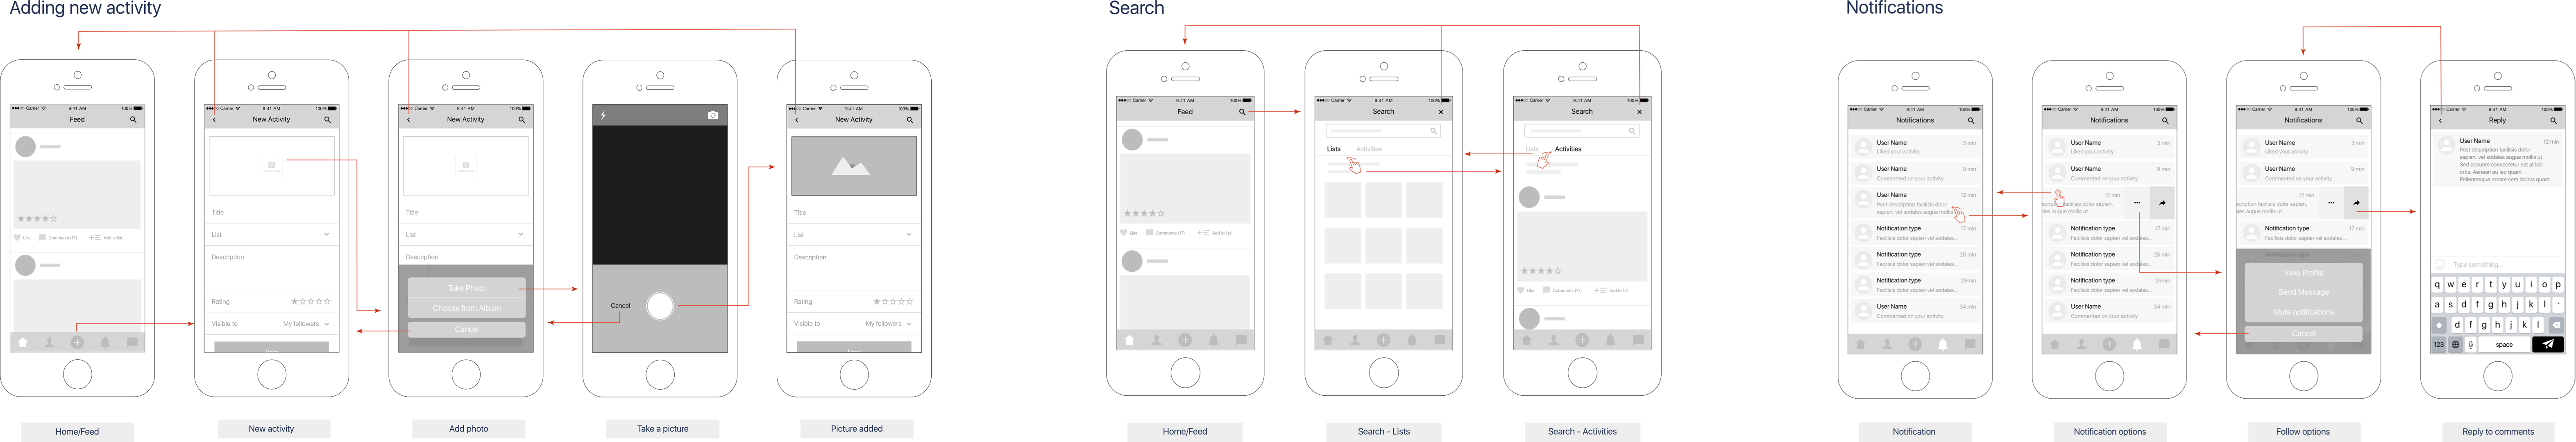 Adding new activity
Search
Notifications
Carrier 9:41 AM 100%
Feed
Like Comments (17) Add to list
Home/Feed
Carrier 9:41 AM 100%
New Activity
Title
List
Description
Rating
Visible to My followers
New activity
Carrier 9:41 AM 100%
New Activity
Title
List
Description
Take Photo
Choose from Album
Cancel
Add photo
Cancel
Take a picture
Carrier 9:41 AM 100%
New Activity
Title
List
Description
Rating
Visible to My followers
Picture added
Carrier 9:41 AM 100%
Feed
Like Comments (17) Add to list
Home/Feed
Carrier 9:41 AM 100%
Search
Lists Activities
Search - Lists
Carrier 9:41 AM 100%
Search
Lists Activities
Like Comments (17) Add to list
Search - Activities
Carrier 9:41 AM 100%
Notifications
User Name 3 min
Liked your activity
User Name 9 min
Commented on your activity
User Name 12 min
Post description facilisis dolor
sapien, vel sodales augue mollis
Notification type 17 min
Facilisis dolor sapien vel sodales...
Notification type 25 min
Facilisis dolor sapien vel sodales...
Notification type 29min
Facilisis dolor sapien vel sodales...
User Name 34 min
Commented on your activity
Notification
Carrier 9:41 AM 100%
Notifications
User Name 3 min
Liked your activity
User Name 9 min
Commented on your activity
12 min
facilisis dolor sapien,
augue mollis ut....
Notification type 17 min
Facilisis dolor sapien vel sodales...
Notification type 25 min
Facilisis dolor sapien vel sodales...
Notification type 29min
Facilisis dolor sapien vel sodales...
User Name 34 min
Commented on your activity
Notification options
Carrier 9:41 AM 100%
Notifications
User Name 3 min
Liked your activity
User Name 9 min
Commented on your activity
12 min
facilisis dolor sapien,
augue mollis ut....
Notification type 17 min
Facilisis dolor sapien vel sodales...
Notification type 25 min
View Profile
Send Message
Mute notifications
Cancel
Follow options
Carrier 9:41 AM 100%
Reply
User Name 12 min
Post description facilisis dolor
sapien, vel sodales augue mollis ut
Sed posuere consectetur est at lob
ortis. Aenean eu leo quam
Pellentesque ornare sem lacinia quam
Type something...
q w e r t y u i o p
a s d f g h j k l
d f g h j k l
123 space
Reply to comments